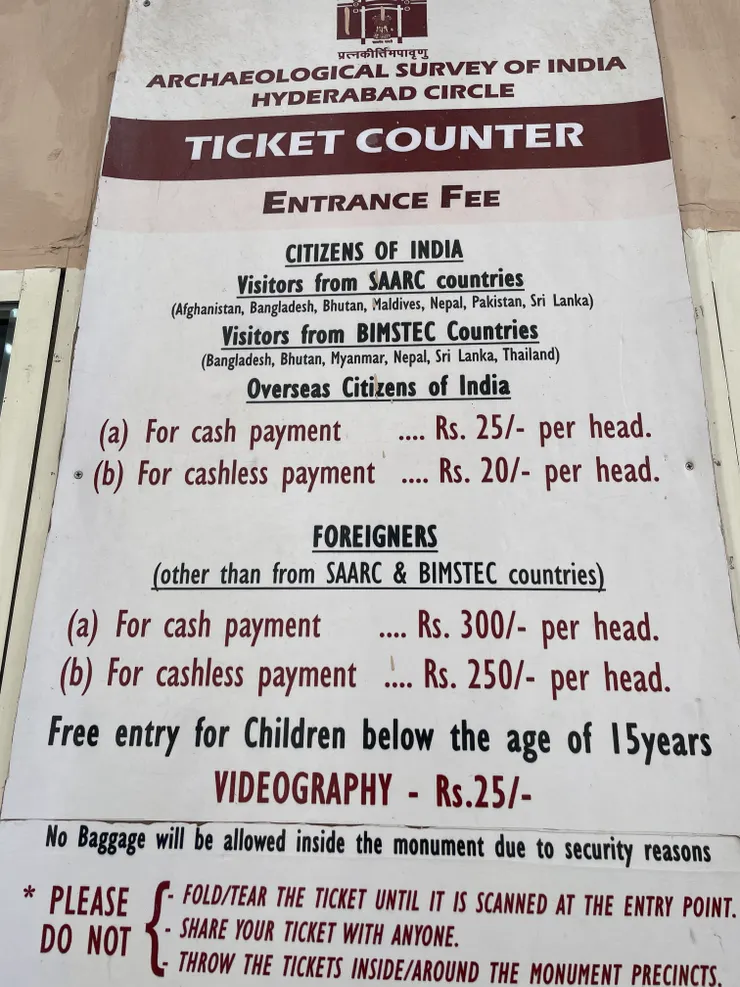 प्रत्नकीर्तिमपावृणु
ARCHAEOLOGICAL SURVEY OF INDIA
HYDERABAD CIRCLE
TICKET COUNTER
ENTRANCE FEE
CITIZENS OF INDIA
Visitors from SAARC countries
(Afghanistan, Bangladesh, Bhutan, Maldives, Nepal, Pakistan, Sri Lanka)
Visitors from BIMSTEC Countries
(Bangladesh, Bhutan, Myanmar, Nepal, Sri Lanka, Thailand)
Overseas Citizens of India
(a) For cash payment .... Rs. 25/- per head.
(b) For cashless payment .... Rs. 20/- per head.
FOREIGNERS
(other than from SAARC & BIMSTEC countries)
(a) For cash payment .... Rs. 300/- per head.
(b) For cashless payment .... Rs. 250/- per head.
Free entry for Children below the age of 15years
VIDEOGRAPHY - Rs.25/-
No Baggage will be allowed inside the monument due to security reasons
* PLEASE DO NOT { - FOLD/TEAR THE TICKET UNTIL IT IS SCANNED AT THE ENTRY POINT.
- SHARE YOUR TICKET WITH ANYONE.
- THROW THE TICKETS INSIDE/AROUND THE MONUMENT PRECINCTS.